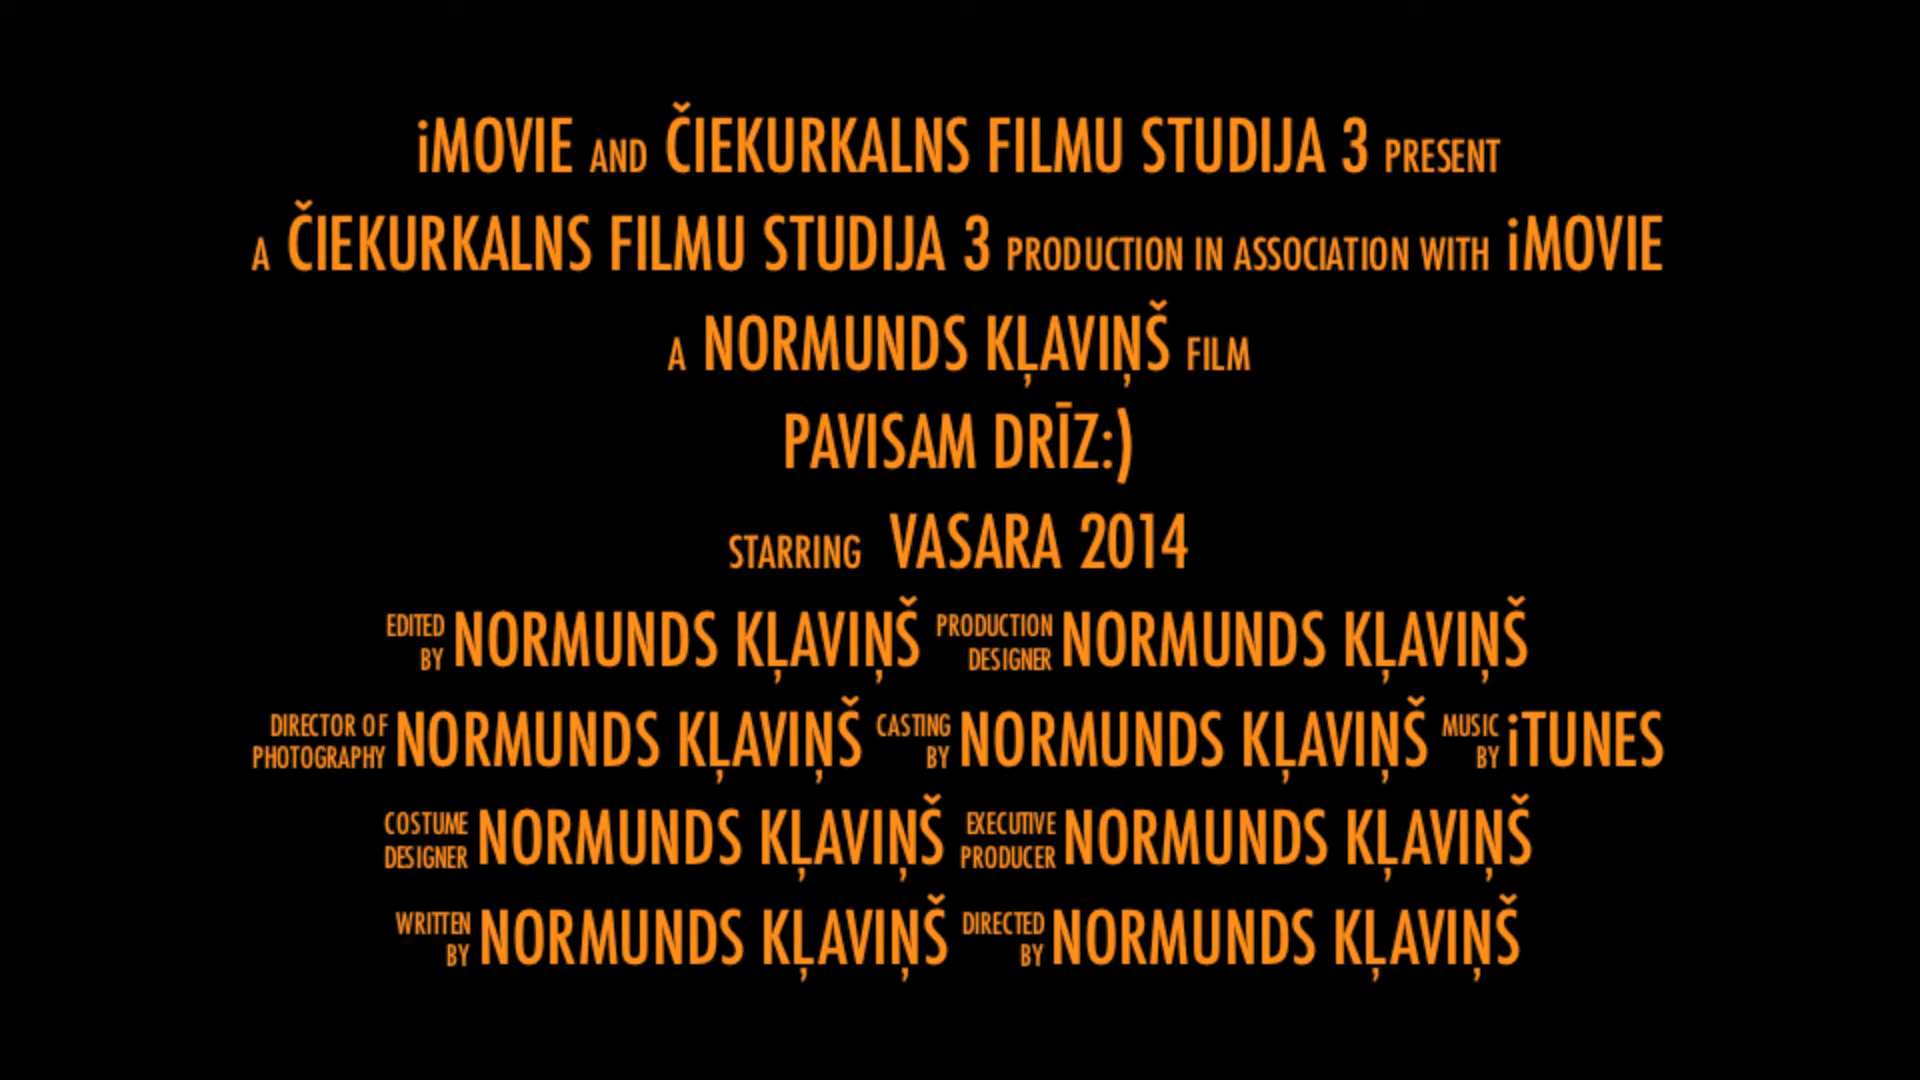 iMOVIE AND ČIEKURKALNS FILMU STUDIJA 3 PRESENT
A ČIEKURKALNS FILMU STUDIJA 3 PRODUCTION IN ASSOCIATION WITH iMOVIE
A NORMUNDS KĻAVIŅŠ FILM
PAVISAM DRĪZ:)
STARRING VASARA 2014
EDITED BY NORMUNDS KĻAVIŅŠ PRODUCTION DESIGNER NORMUNDS KĻAVIŅŠ
DIRECTOR OF PHOTOGRAPHY NORMUNDS KĻAVIŅŠ CASTING BY NORMUNDS KĻAVIŅŠ MUSIC BY iTUNES
COSTUME DESIGNER NORMUNDS KĻAVIŅŠ EXECUTIVE PRODUCER NORMUNDS KĻAVIŅŠ
WRITTEN BY NORMUNDS KĻAVIŅŠ DIRECTED BY NORMUNDS KĻAVIŅŠ